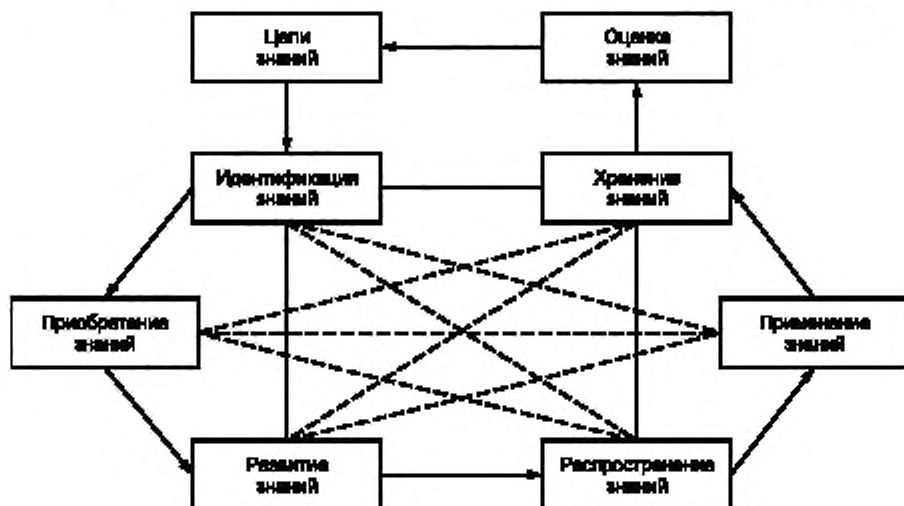 Цели
знаний
Оценка
знаний
Идентификация
знаний
Хранение
знаний
Приобретение
знаний
Применение
знаний
Развитие
знаний
Распространение
знаний